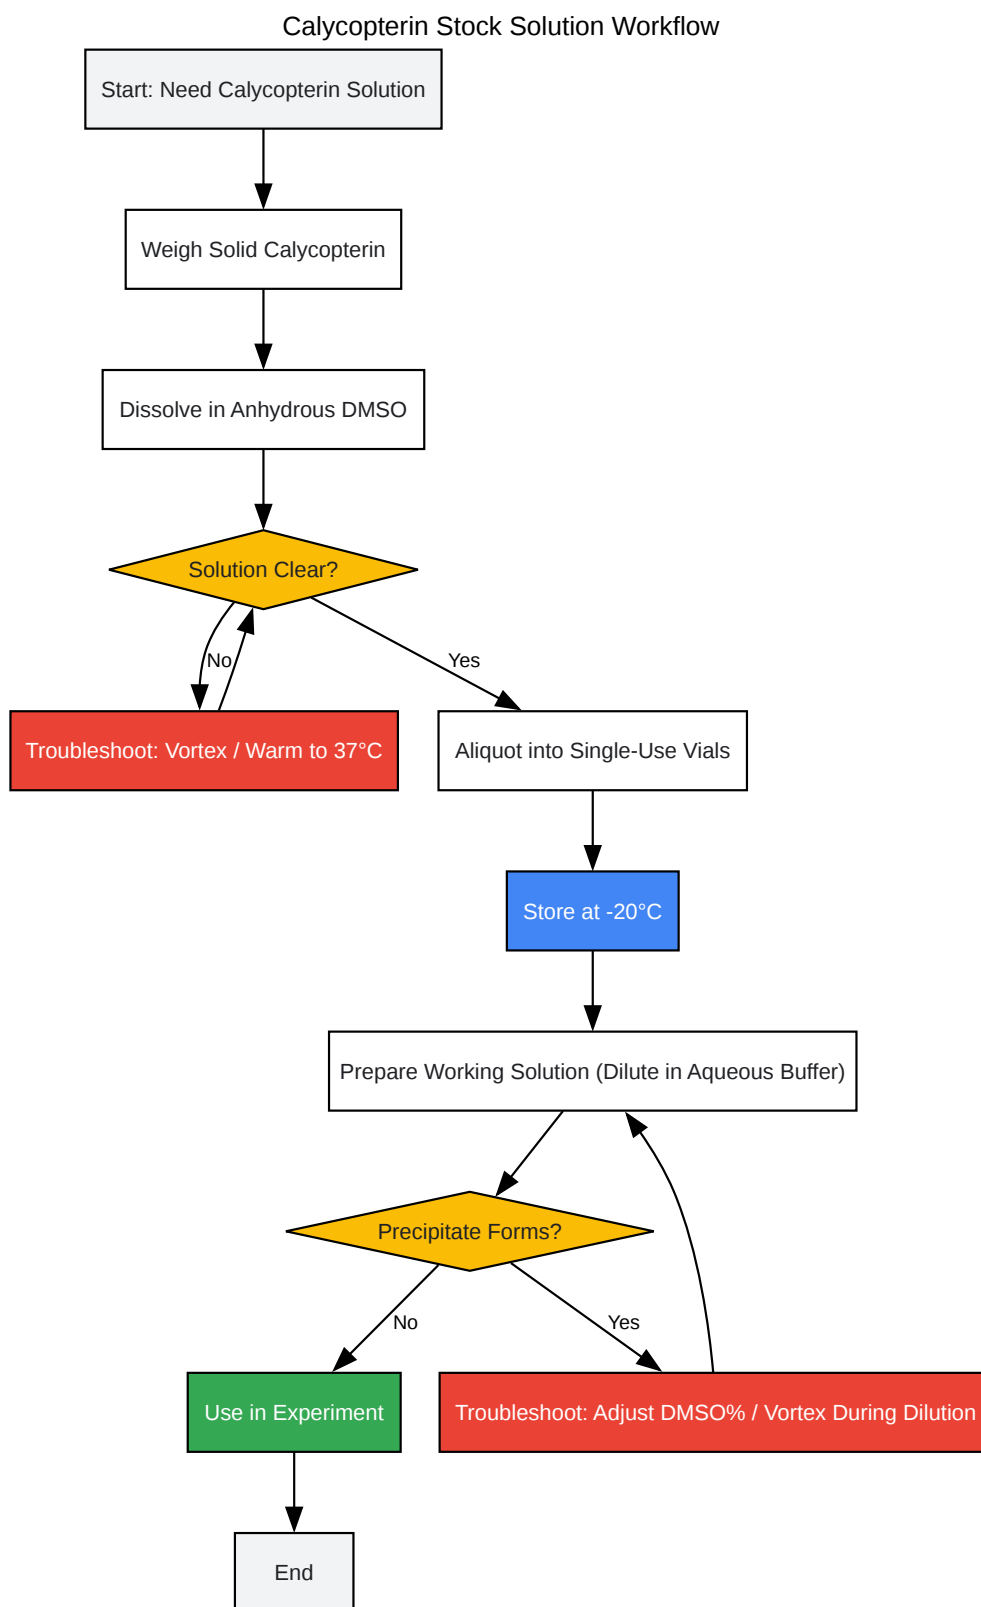 Calycopterin Stock Solution Workflow
Start: Need Calycopterin Solution
Weigh Solid Calycopterin
Dissolve in Anhydrous DMSO
Solution Clear?
No
Yes
Troubleshoot: Vortex / Warm to 37°C
Aliquot into Single-Use Vials
Store at -20°C
Prepare Working Solution (Dilute in Aqueous Buffer)
Precipitate Forms?
No
Yes
Use in Experiment
Troubleshoot: Adjust DMSO% / Vortex During Dilution
End